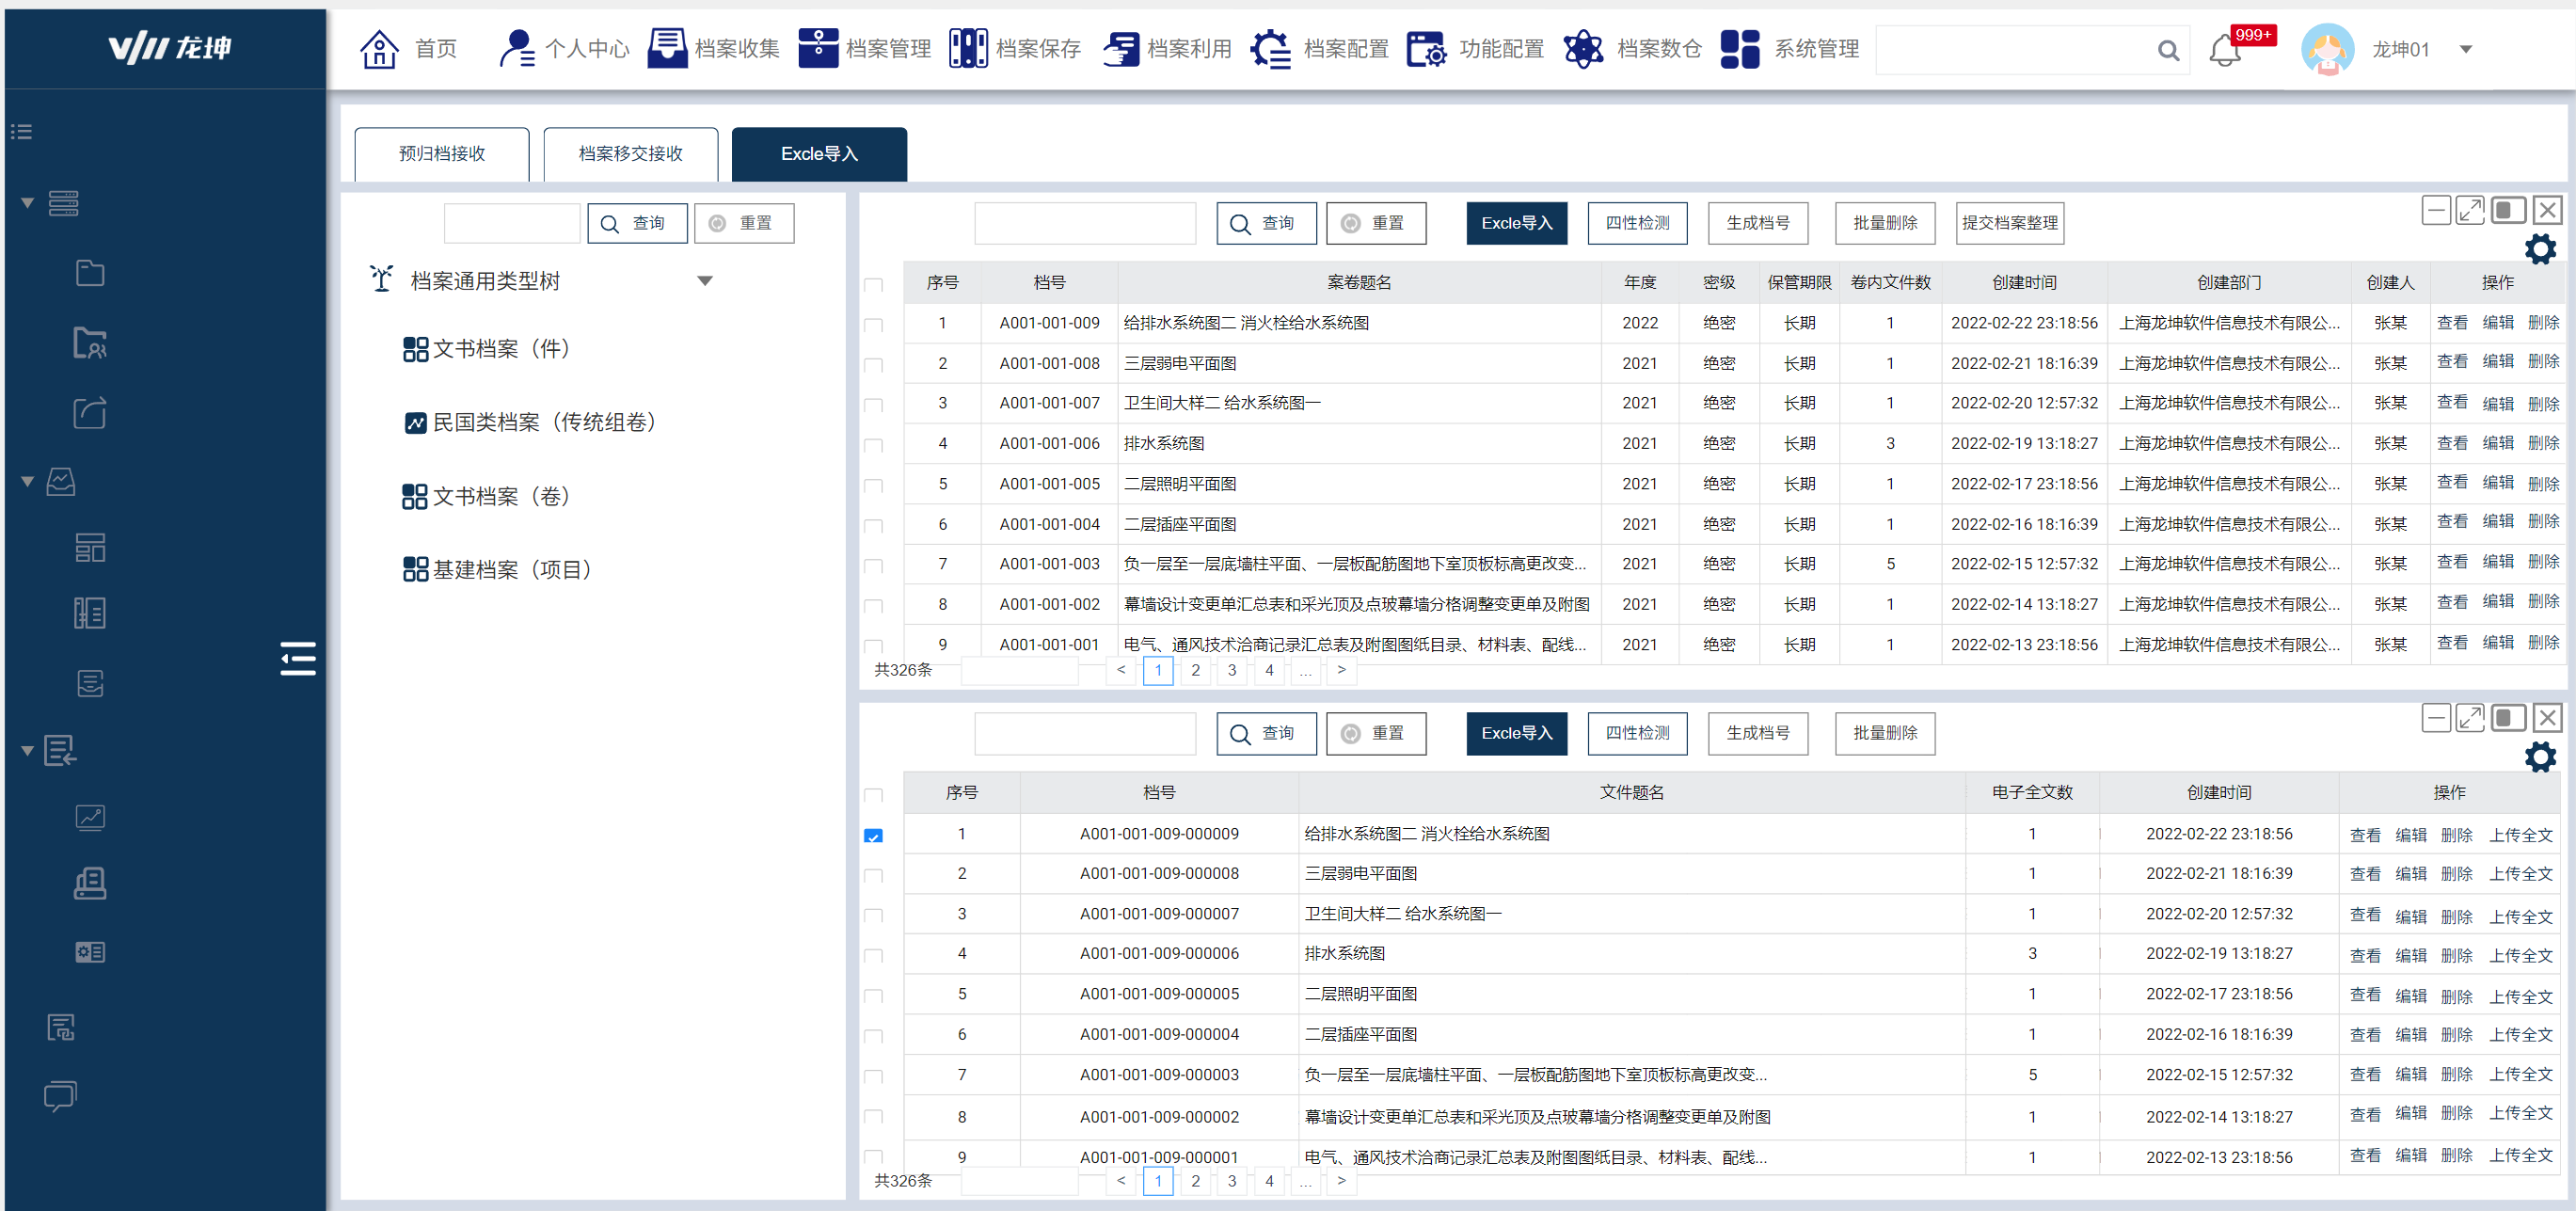 龙坤
首页 个人中心 档案收集 档案管理 档案保存 档案利用 档案配置 功能配置 档案数仓 系统管理 999+ 龙坤01
预归档接收 档案移交接收 Excle导入
查询 重置
档案通用类型树
文书档案（件）
民国类档案（传统组卷）
文书档案（卷）
基建档案（项目）
查询 重置 Excle导入 四性检测 生成档号 批量删除 提交档案整理
序号 档号 案卷题名 年度 密级 保管期限 卷内文件数 创建时间 创建部门 创建人 操作
1 A001-001-009 给排水系统图二 消火栓给水系统图 2022 绝密 长期 1 2022-02-22 23:18:56 上海龙坤软件信息技术有限公... 张某 查看 编辑 删除
2 A001-001-008 三层弱电平面图 2021 绝密 长期 1 2022-02-21 18:16:39 上海龙坤软件信息技术有限公... 张某 查看 编辑 删除
3 A001-001-007 卫生间大样二 给水系统图一 2021 绝密 长期 1 2022-02-20 12:57:32 上海龙坤软件信息技术有限公... 张某 查看 编辑 删除
4 A001-001-006 排水系统图 2021 绝密 长期 3 2022-02-19 13:18:27 上海龙坤软件信息技术有限公... 张某 查看 编辑 删除
5 A001-001-005 二层照明平面图 2021 绝密 长期 1 2022-02-17 23:18:56 上海龙坤软件信息技术有限公... 张某 查看 编辑 删除
6 A001-001-004 二层插座平面图 2021 绝密 长期 1 2022-02-16 18:16:39 上海龙坤软件信息技术有限公... 张某 查看 编辑 删除
7 A001-001-003 负一层至一层底墙柱平面、一层板配筋图地下室顶板标高更改变... 2021 绝密 长期 5 2022-02-15 12:57:32 上海龙坤软件信息技术有限公... 张某 查看 编辑 删除
8 A001-001-002 幕墙设计变更单汇总表和采光顶及点玻幕墙分格调整变更单及附图 2021 绝密 长期 1 2022-02-14 13:18:27 上海龙坤软件信息技术有限公... 张某 查看 编辑 删除
9 A001-001-001 电气、通风技术洽商记录汇总表及附图图纸目录、材料表、配线... 2021 绝密 长期 1 2022-02-13 23:18:56 上海龙坤软件信息技术有限公... 张某 查看 编辑 删除
共326条 < 1 2 3 4 ... >
查询 重置 Excle导入 四性检测 生成档号 批量删除
序号 档号 文件题名 电子全文数 创建时间 操作
1 A001-001-009-000009 给排水系统图二 消火栓给水系统图 1 2022-02-22 23:18:56 查看 编辑 删除 上传全文
2 A001-001-009-000008 三层弱电平面图 1 2022-02-21 18:16:39 查看 编辑 删除 上传全文
3 A001-001-009-000007 卫生间大样二 给水系统图一 1 2022-02-20 12:57:32 查看 编辑 删除 上传全文
4 A001-001-009-000006 排水系统图 3 2022-02-19 13:18:27 查看 编辑 删除 上传全文
5 A001-001-009-000005 二层照明平面图 1 2022-02-17 23:18:56 查看 编辑 删除 上传全文
6 A001-001-009-000004 二层插座平面图 1 2022-02-16 18:16:39 查看 编辑 删除 上传全文
7 A001-001-009-000003 负一层至一层底墙柱平面、一层板配筋图地下室顶板标高更改变... 5 2022-02-15 12:57:32 查看 编辑 删除 上传全文
8 A001-001-009-000002 幕墙设计变更单汇总表和采光顶及点玻幕墙分格调整变更单及附图 1 2022-02-14 13:18:27 查看 编辑 删除 上传全文
9 A001-001-009-000001 电气、通风技术洽商记录汇总表及附图图纸目录、材料表、配线... 1 2022-02-13 23:18:56 查看 编辑 删除 上传全文
共326条 < 1 2 3 4 ... >